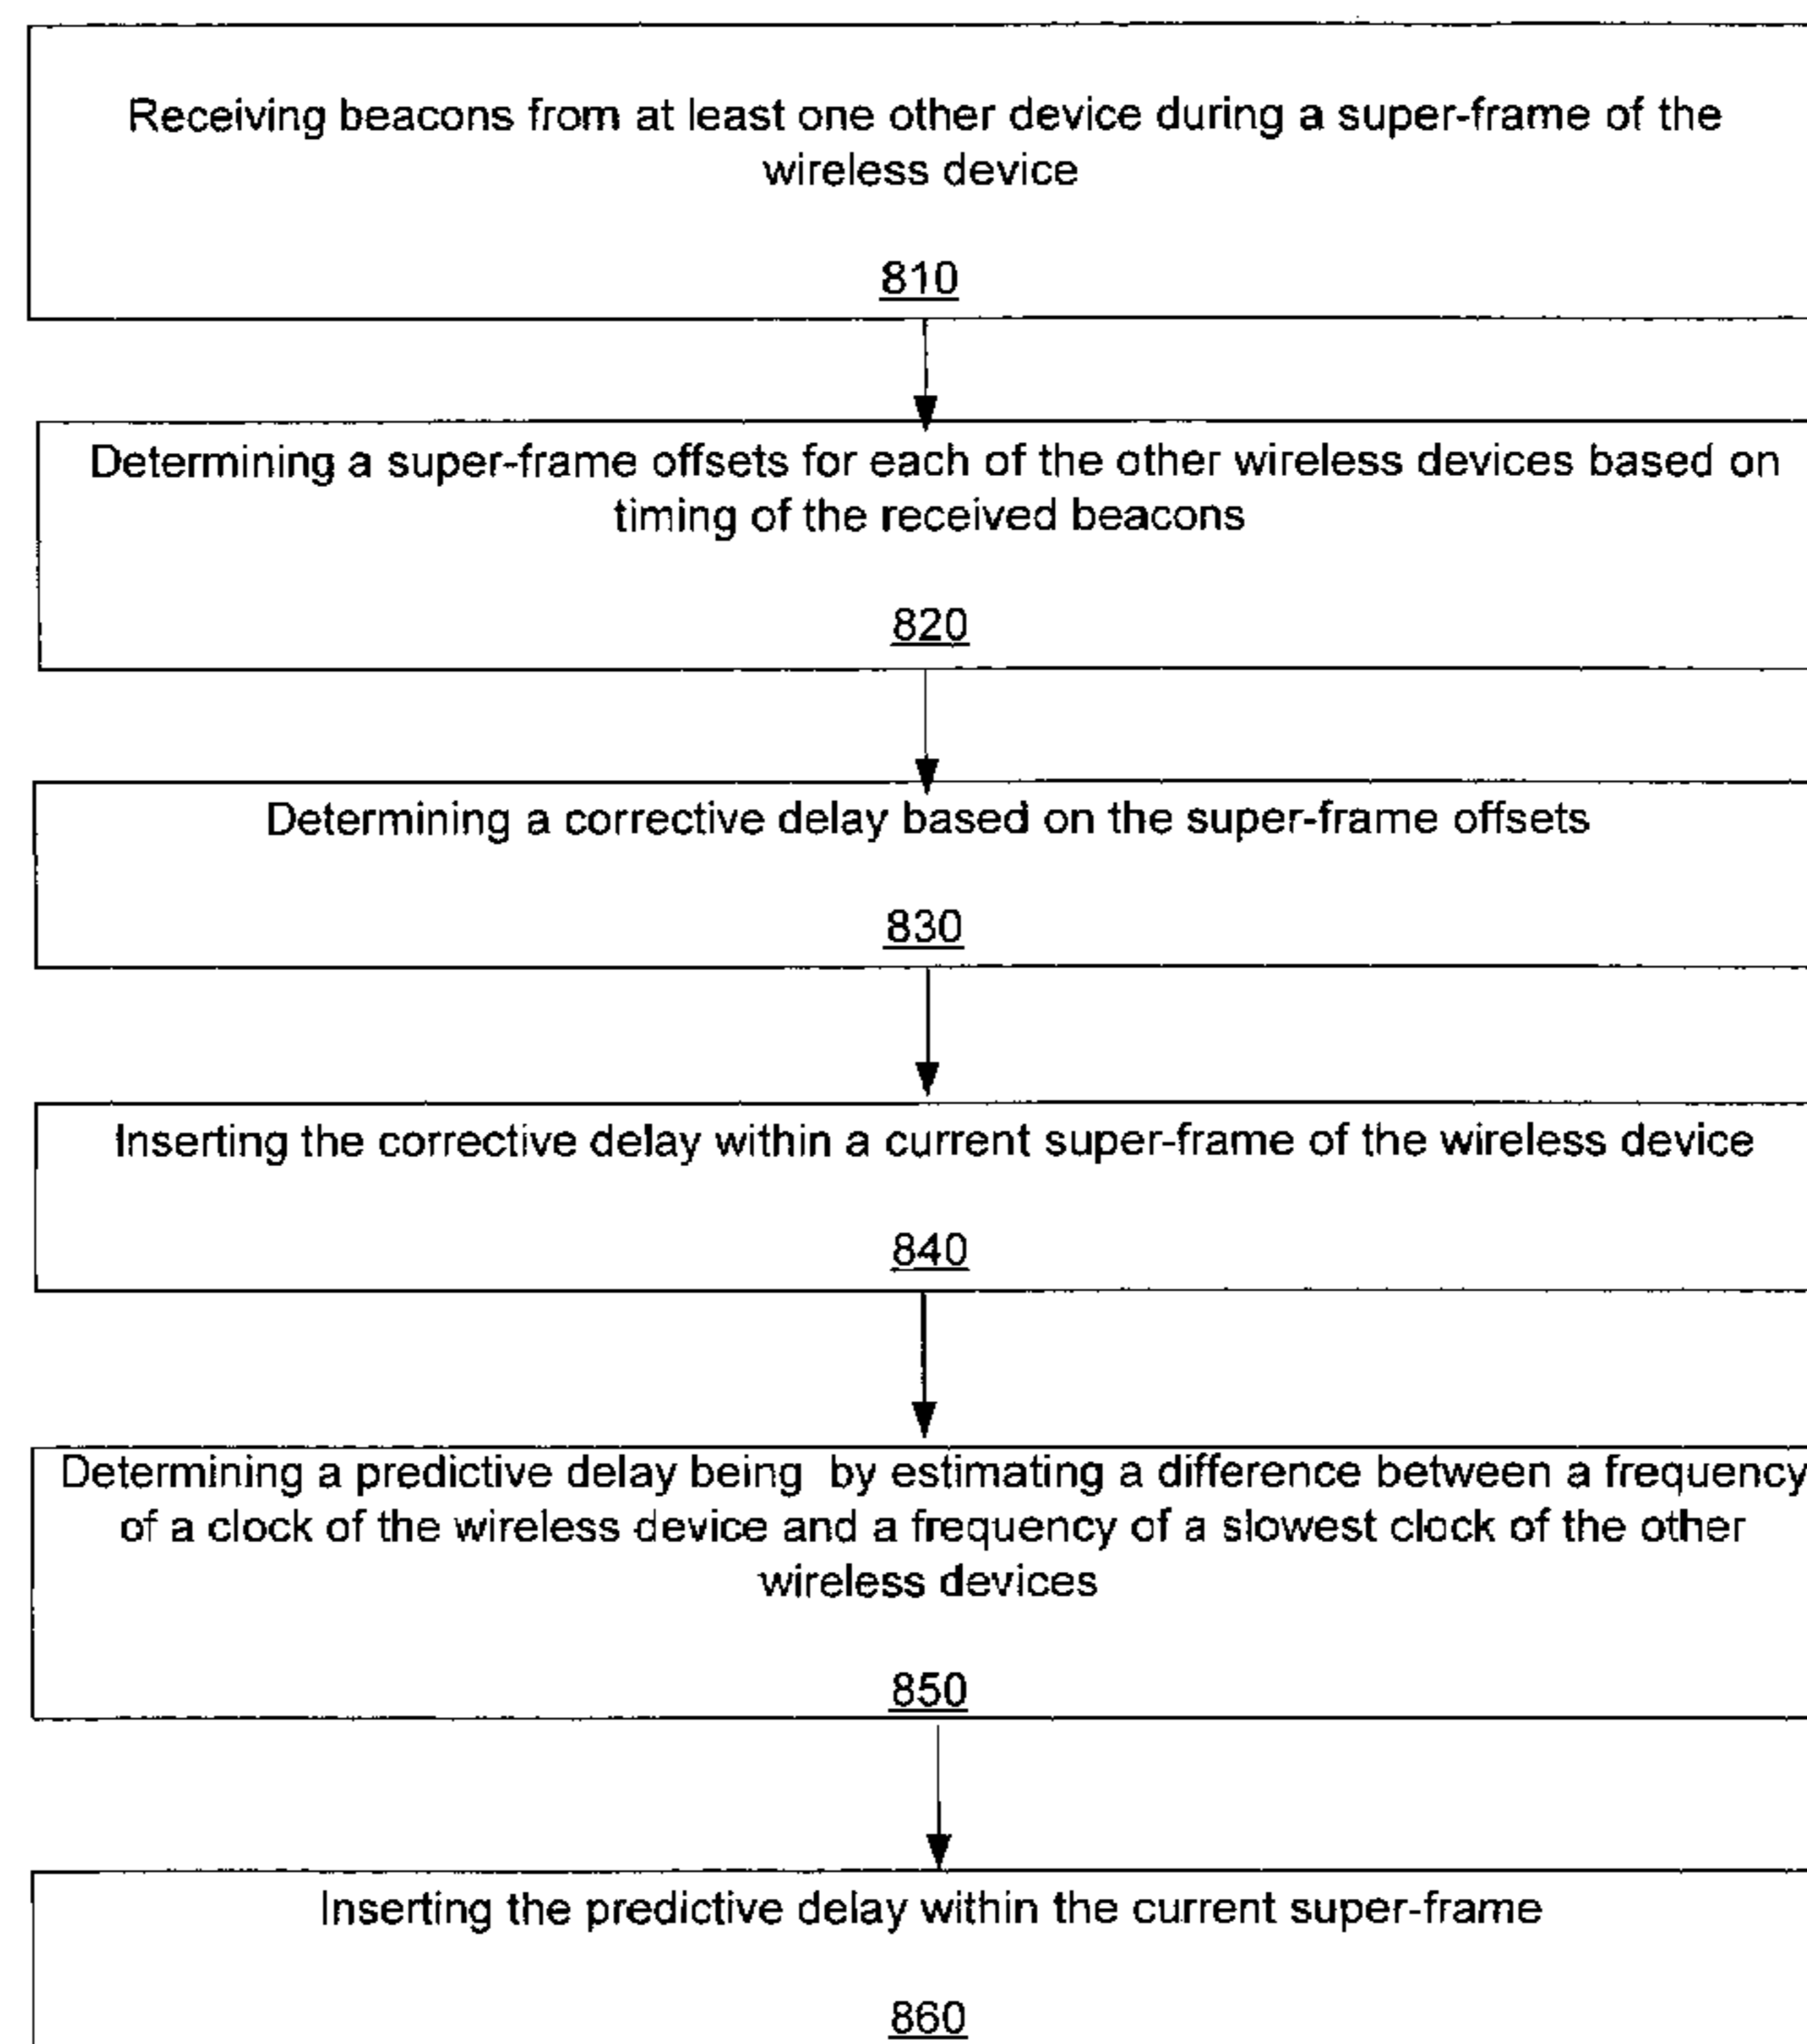 Receiving beacons from at least one other device during a super-frame of the
wireless device
810
Determining a super-frame offsets for each of the other wireless devices based on
timing of the received beacons
820
Determining a corrective delay based on the super-frame offsets
830
Inserting the corrective delay within a current super-frame of the wireless device
840
Determining a predictive delay being by estimating a difference between a frequency
of a clock of the wireless device and a frequency of a slowest clock of the other
wireless devices
850
Inserting the predictive delay within the current super-frame
860